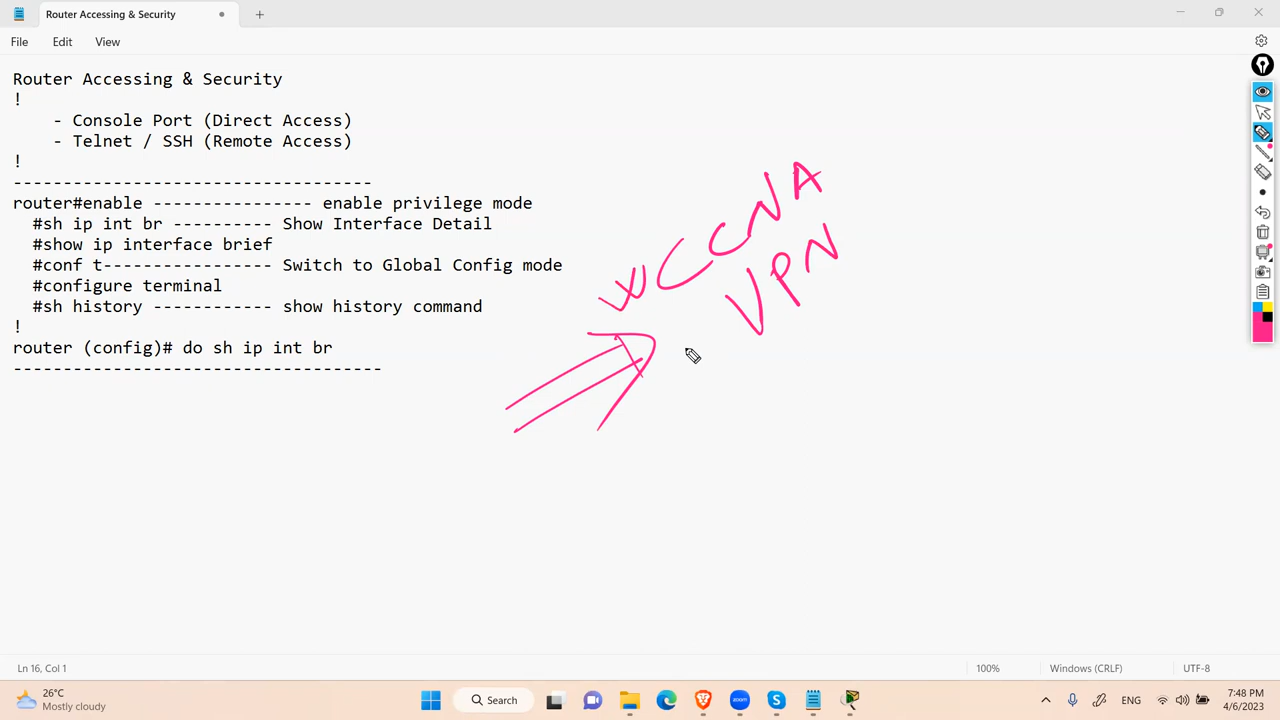 Router Accessing & Security
File Edit View
Router Accessing & Security
!
- Console Port (Direct Access)
- Telnet / SSH (Remote Access)
!
------------------------------------
router#enable ---------------- enable privilege mode
#sh ip int br ---------- Show Interface Detail
#show ip interface brief
#conf t----------------- Switch to Global Config mode
#configure terminal
#sh history ------------ show history command
!
router (config)# do sh ip int br
-------------------------------------
CCNA
VPN
Ln 16, Col 1 100% Windows (CRLF) UTF-8
26°C
Mostly cloudy
Search
zoom
ENG
7:48 PM
4/6/2023